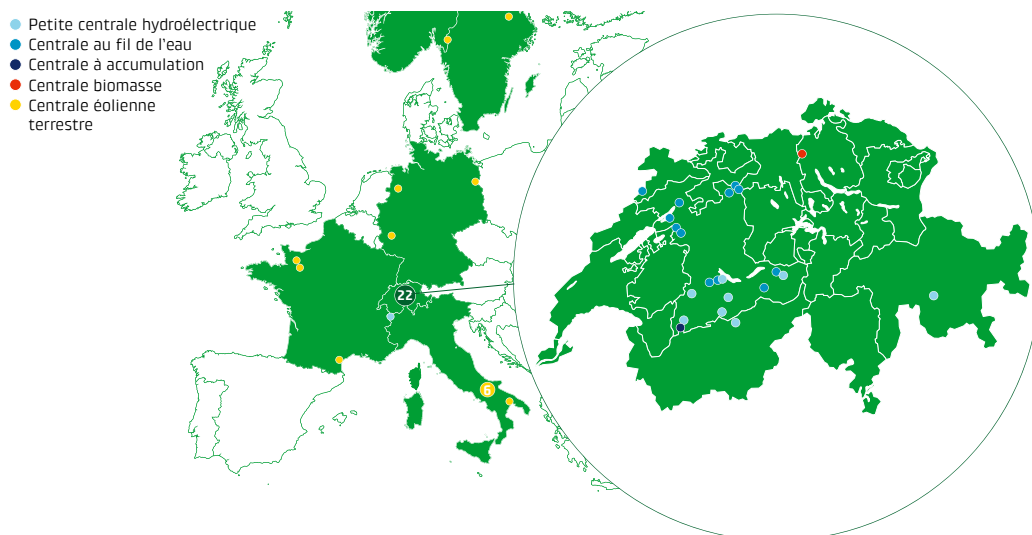 Petite centrale hydroélectrique
Centrale au fil de l'eau
Centrale à accumulation
Centrale biomasse
Centrale éolienne
terrestre
22
6